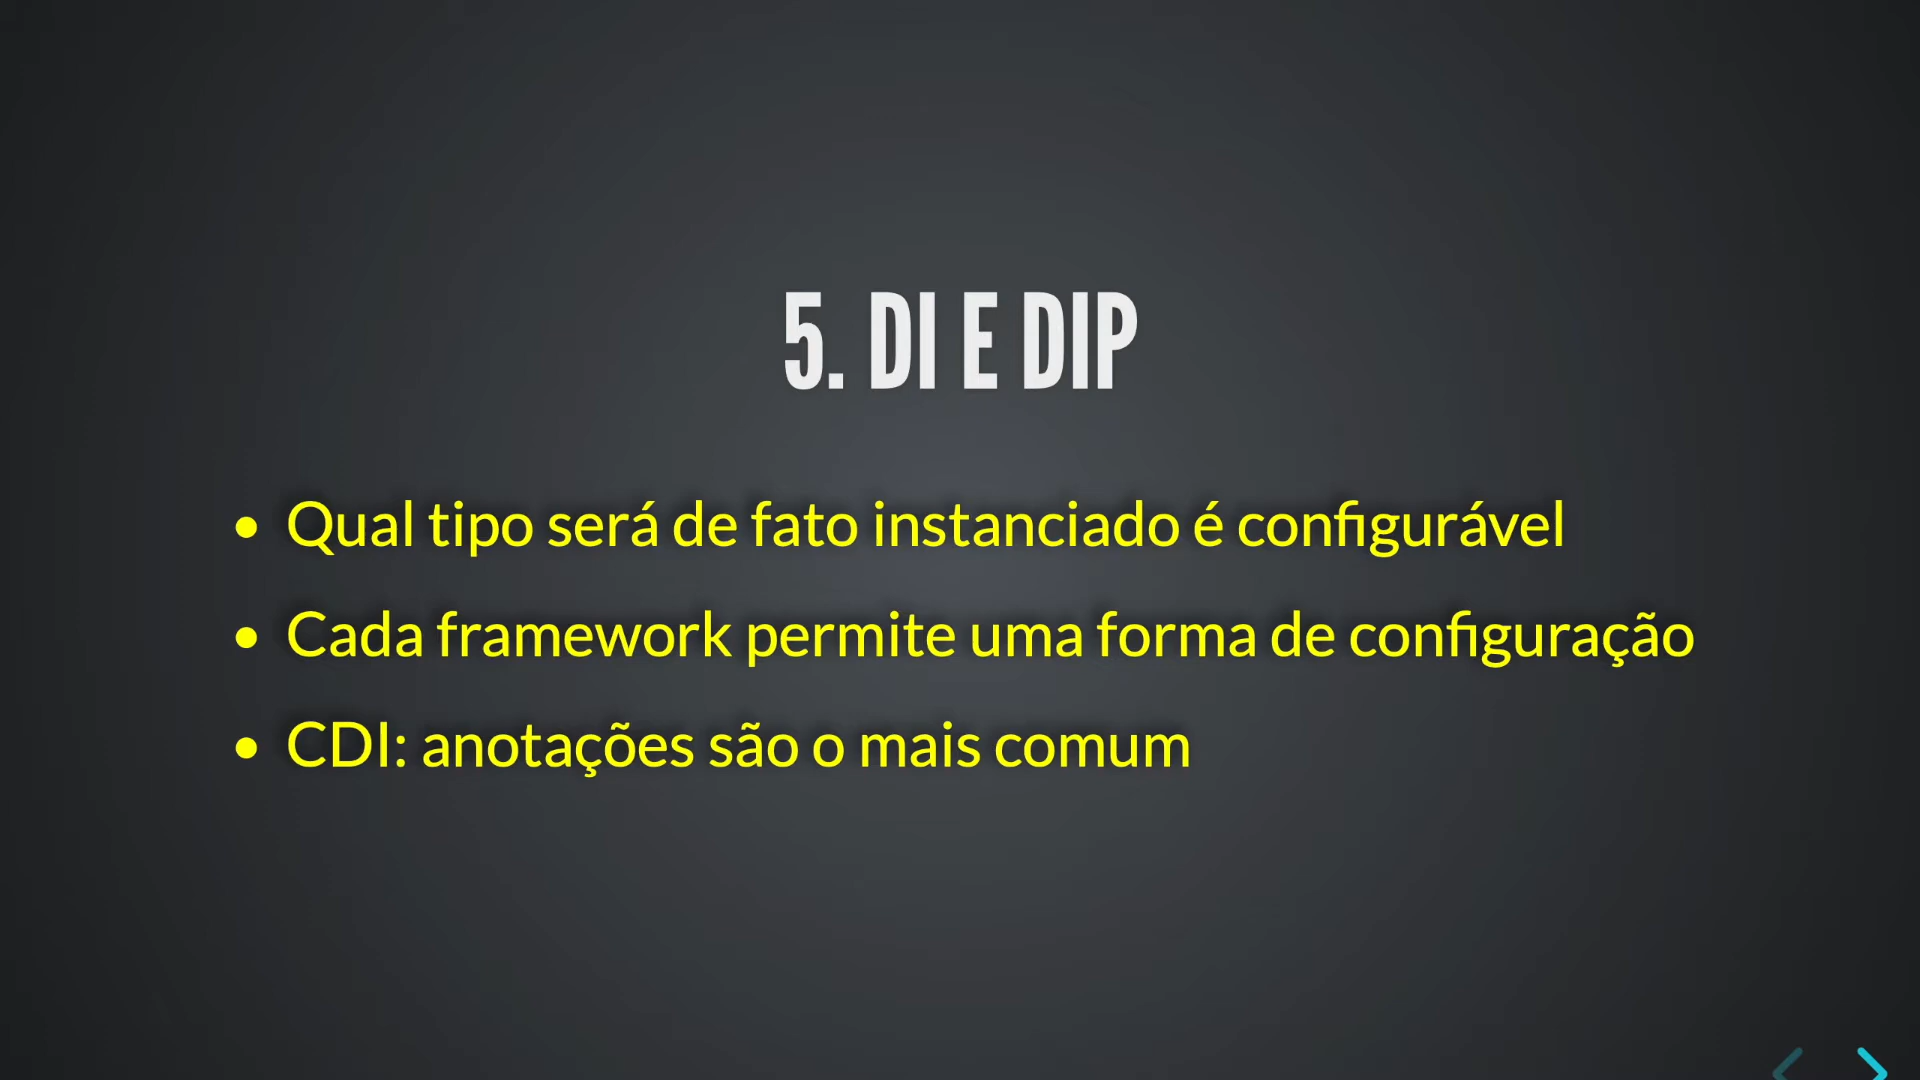 5. DI E DIP
• Qual tipo será de fato instanciado é configurável
• Cada framework permite uma forma de configuração
• CDI: anotações são o mais comum